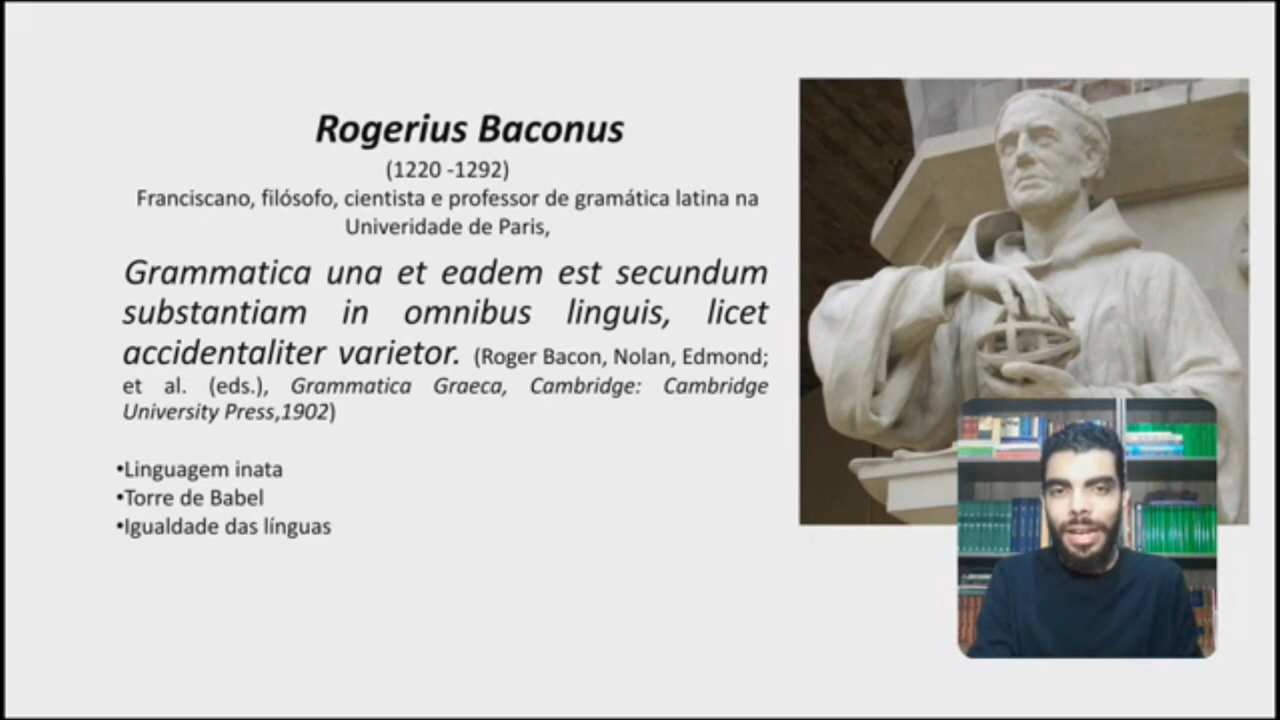 Rogerius Baconus
(1220 -1292)
Franciscano, filósofo, cientista e professor de gramática latina na
Univeridade de Paris,
Grammatica una et eadem est secundum
substantiam in omnibus linguis, licet
accidentaliter varietor. (Roger Bacon, Nolan, Edmond;
et al. (eds.), Grammatica Graeca, Cambridge: Cambridge
University Press,1902)
•Linguagem inata
•Torre de Babel
•Igualdade das línguas